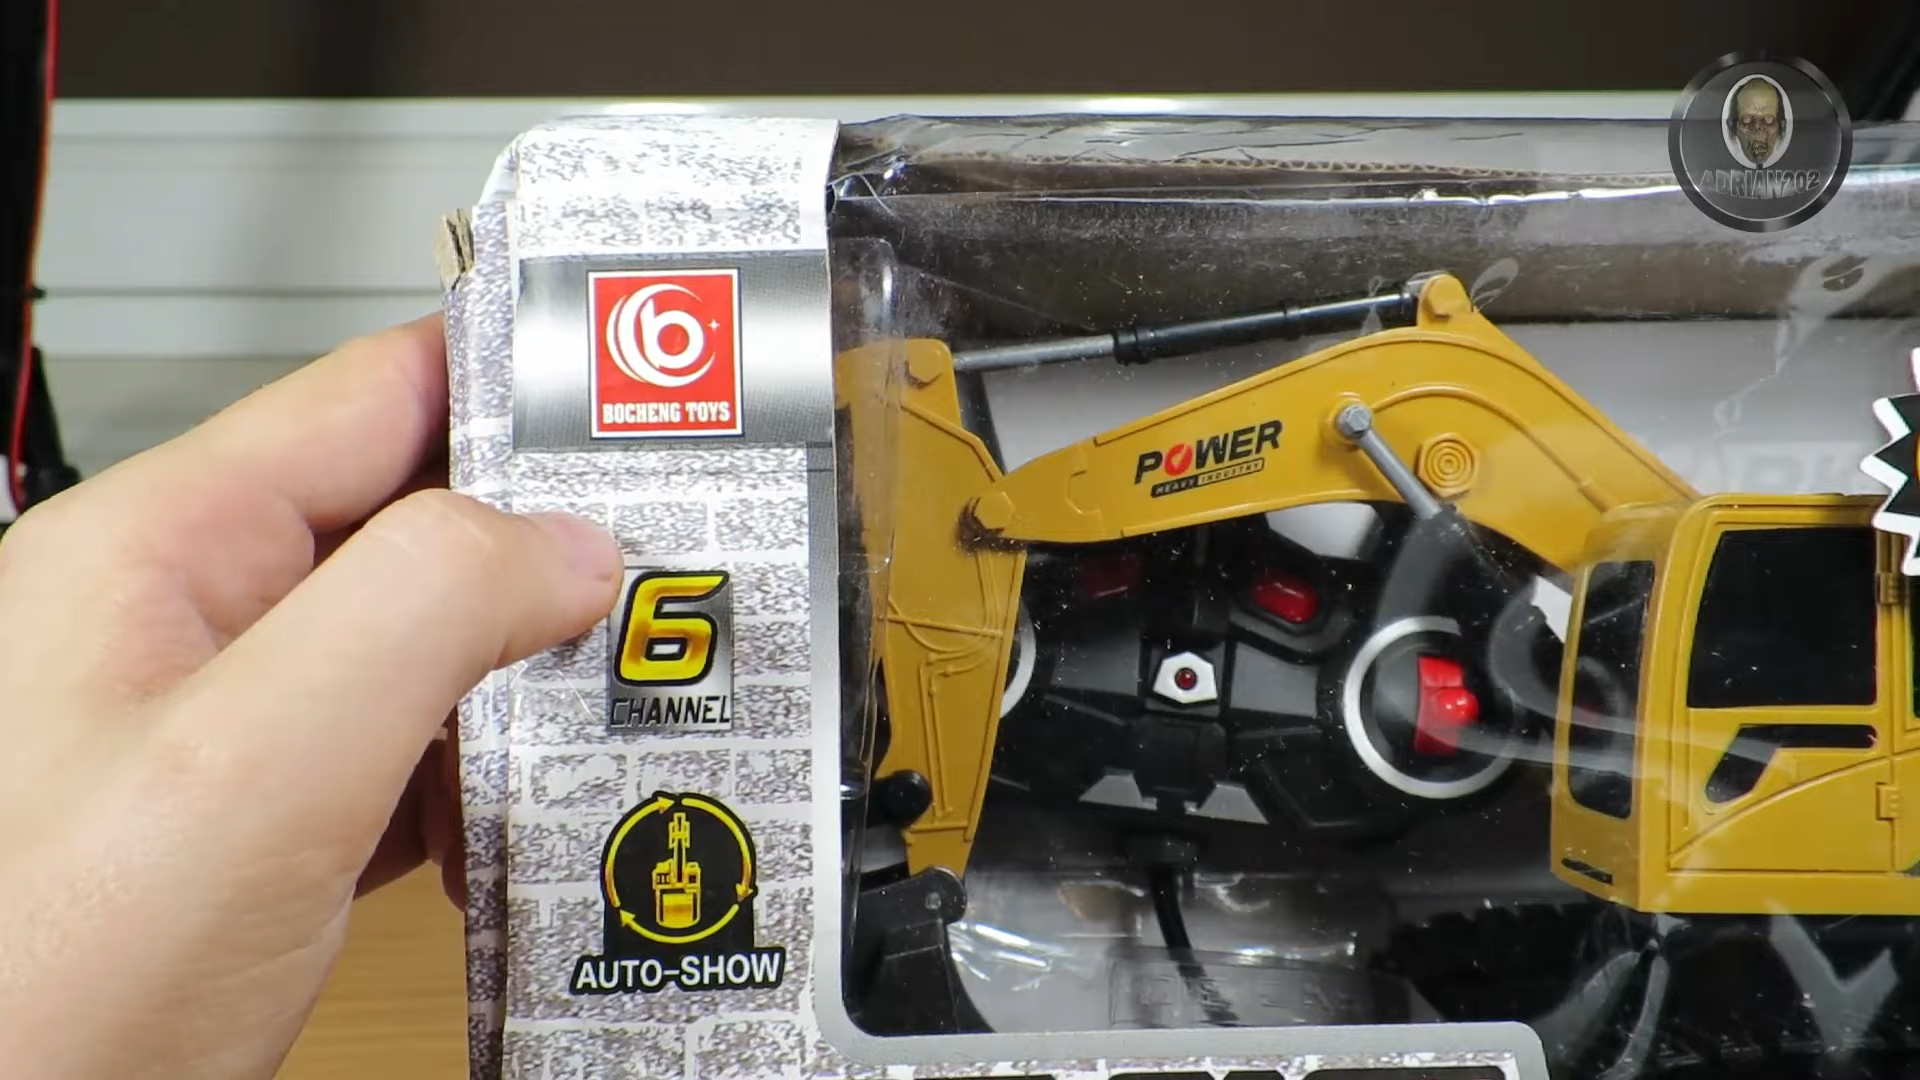 ADRIAN202
BOCHENG TOYS
POWER
HEAVY INDUSTRY
6
CHANNEL
AUTO-SHOW